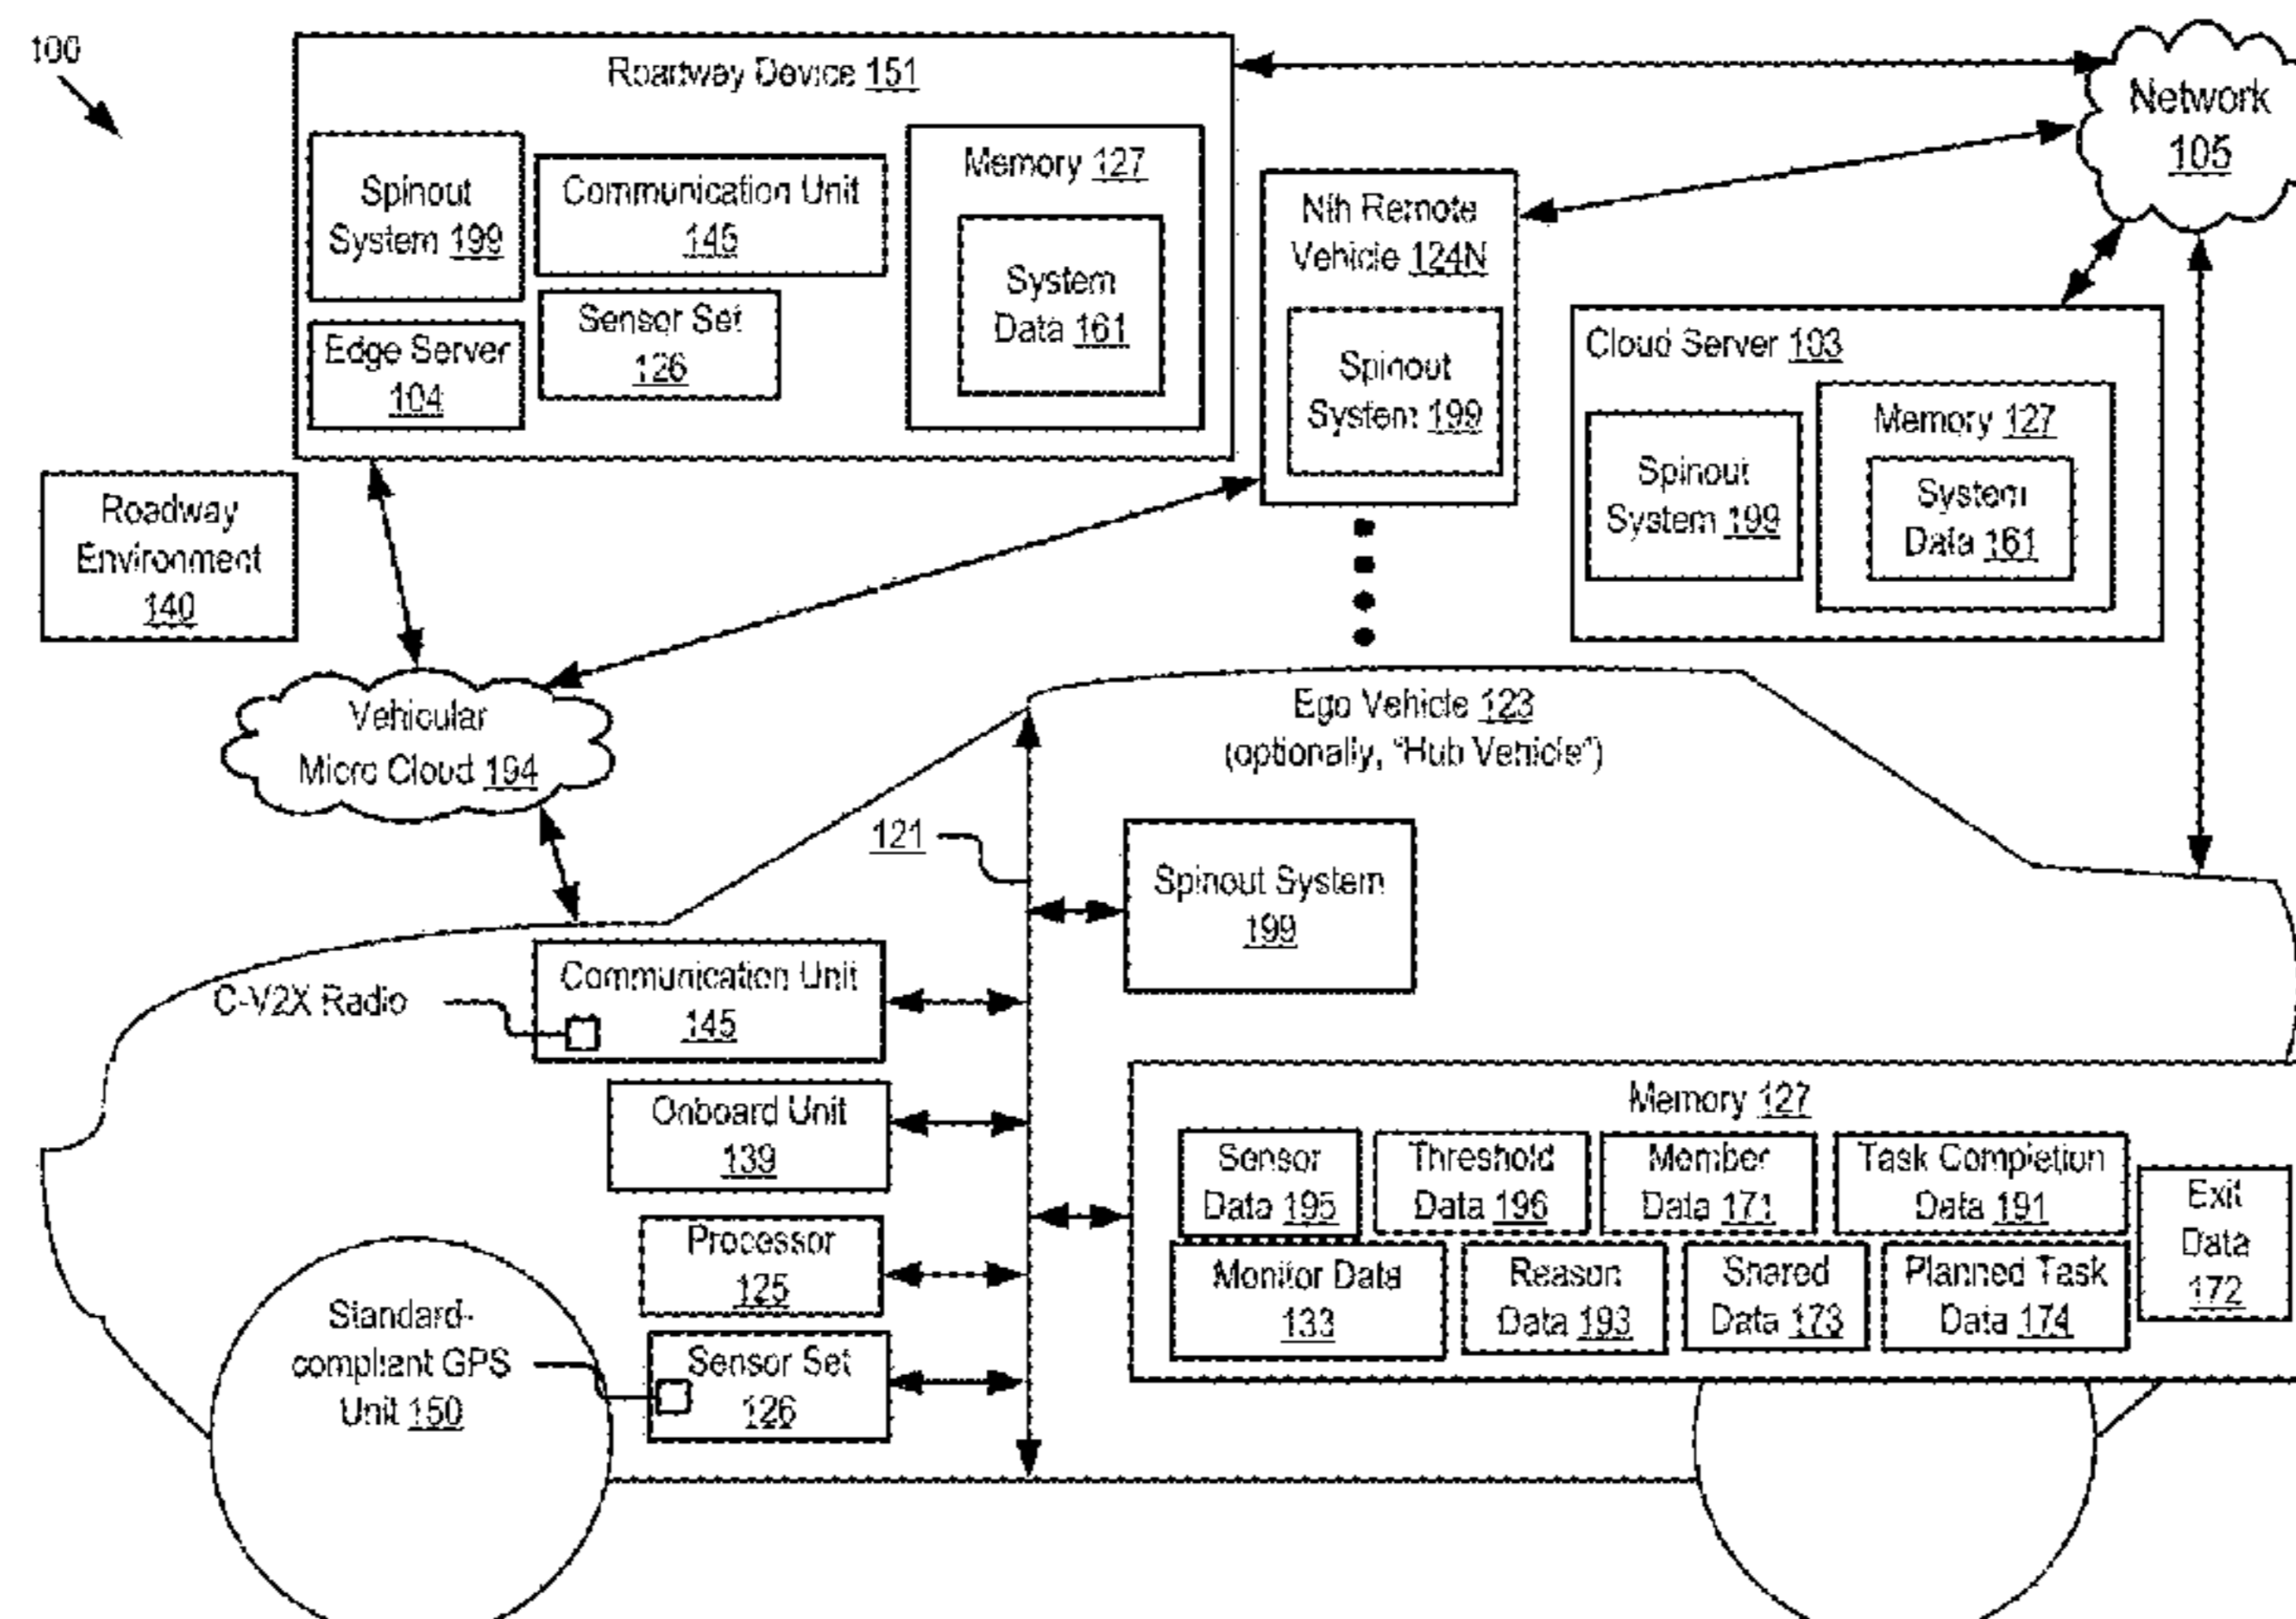 100
Roadway Device 151
Spinout
System 199
Communication Unit
145
Memory 127
System
Data 161
Edge Server
104
Sensor Set
126
Nth Remote
Vehicle 124N
Spinout
System 199
Network
105
Cloud Server 103
Spinout
System 199
Memory 127
System
Data 161
Roadway
Environment
140
Vehicular
Micro Cloud 194
Ego Vehicle 123
(optionally, "Hub Vehicle")
121
Spinout System
199
C-V2X Radio
Communication Unit
145
Onboard Unit
139
Processor
125
Standard-
compliant GPS
Unit 150
Sensor Set
126
Memory 127
Sensor
Data 195
Threshold
Data 196
Member
Data 171
Task Completion
Data 191
Exit
Data
172
Monitor Data
133
Reason
Data 193
Shared
Data 173
Planned Task
Data 174